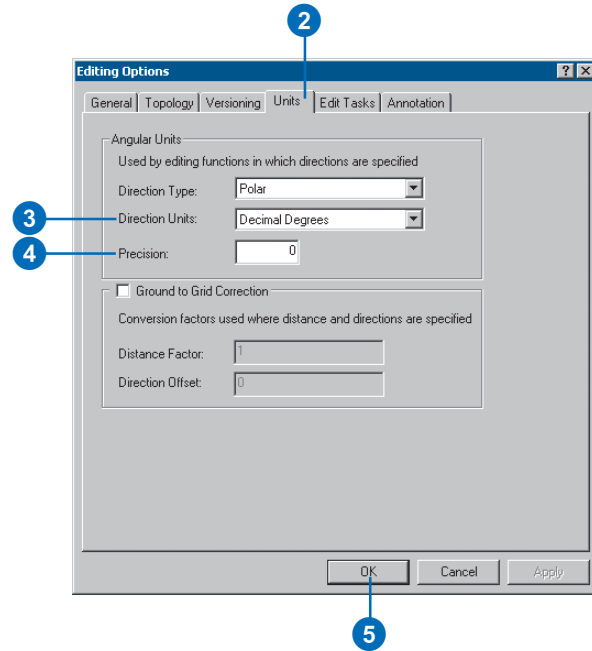 2
Editing Options
General Topology Versioning Units Edit Tasks Annotation
Angular Units
Used by editing functions in which directions are specified
Direction Type: Polar
3 Direction Units: Decimal Degrees
4 Precision: 0
Ground to Grid Correction
Conversion factors used where distance and directions are specified
Distance Factor: 1
Direction Offset: 0
OK Cancel Apply
5